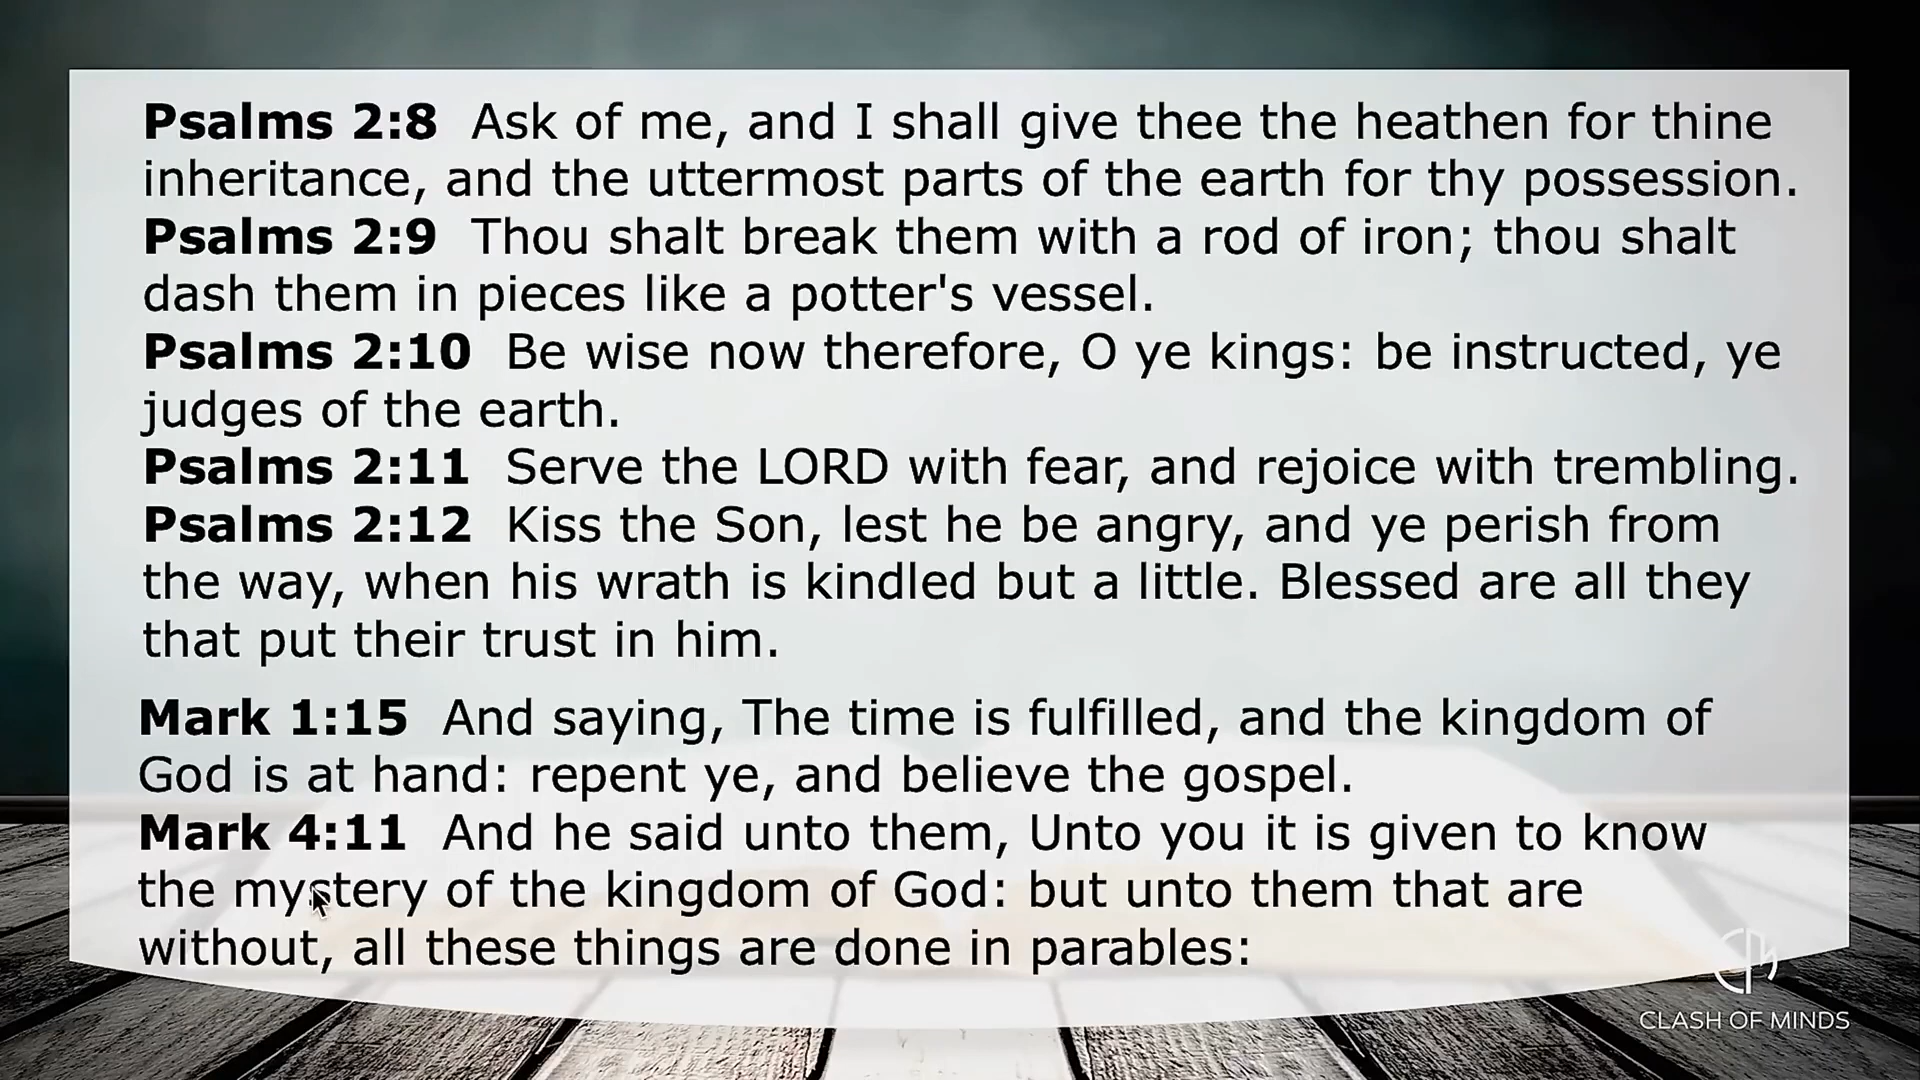 Psalms 2:8 Ask of me, and I shall give thee the heathen for thine
inheritance, and the uttermost parts of the earth for thy possession.
Psalms 2:9 Thou shalt break them with a rod of iron; thou shalt
dash them in pieces like a potter's vessel.
Psalms 2:10 Be wise now therefore, O ye kings: be instructed, ye
judges of the earth.
Psalms 2:11 Serve the LORD with fear, and rejoice with trembling.
Psalms 2:12 Kiss the Son, lest he be angry, and ye perish from
the way, when his wrath is kindled but a little. Blessed are all they
that put their trust in him.
Mark 1:15 And saying, The time is fulfilled, and the kingdom of
God is at hand: repent ye, and believe the gospel.
Mark 4:11 And he said unto them, Unto you it is given to know
the mystery of the kingdom of God: but unto them that are
without, all these things are done in parables:
CLASH OF MINDS